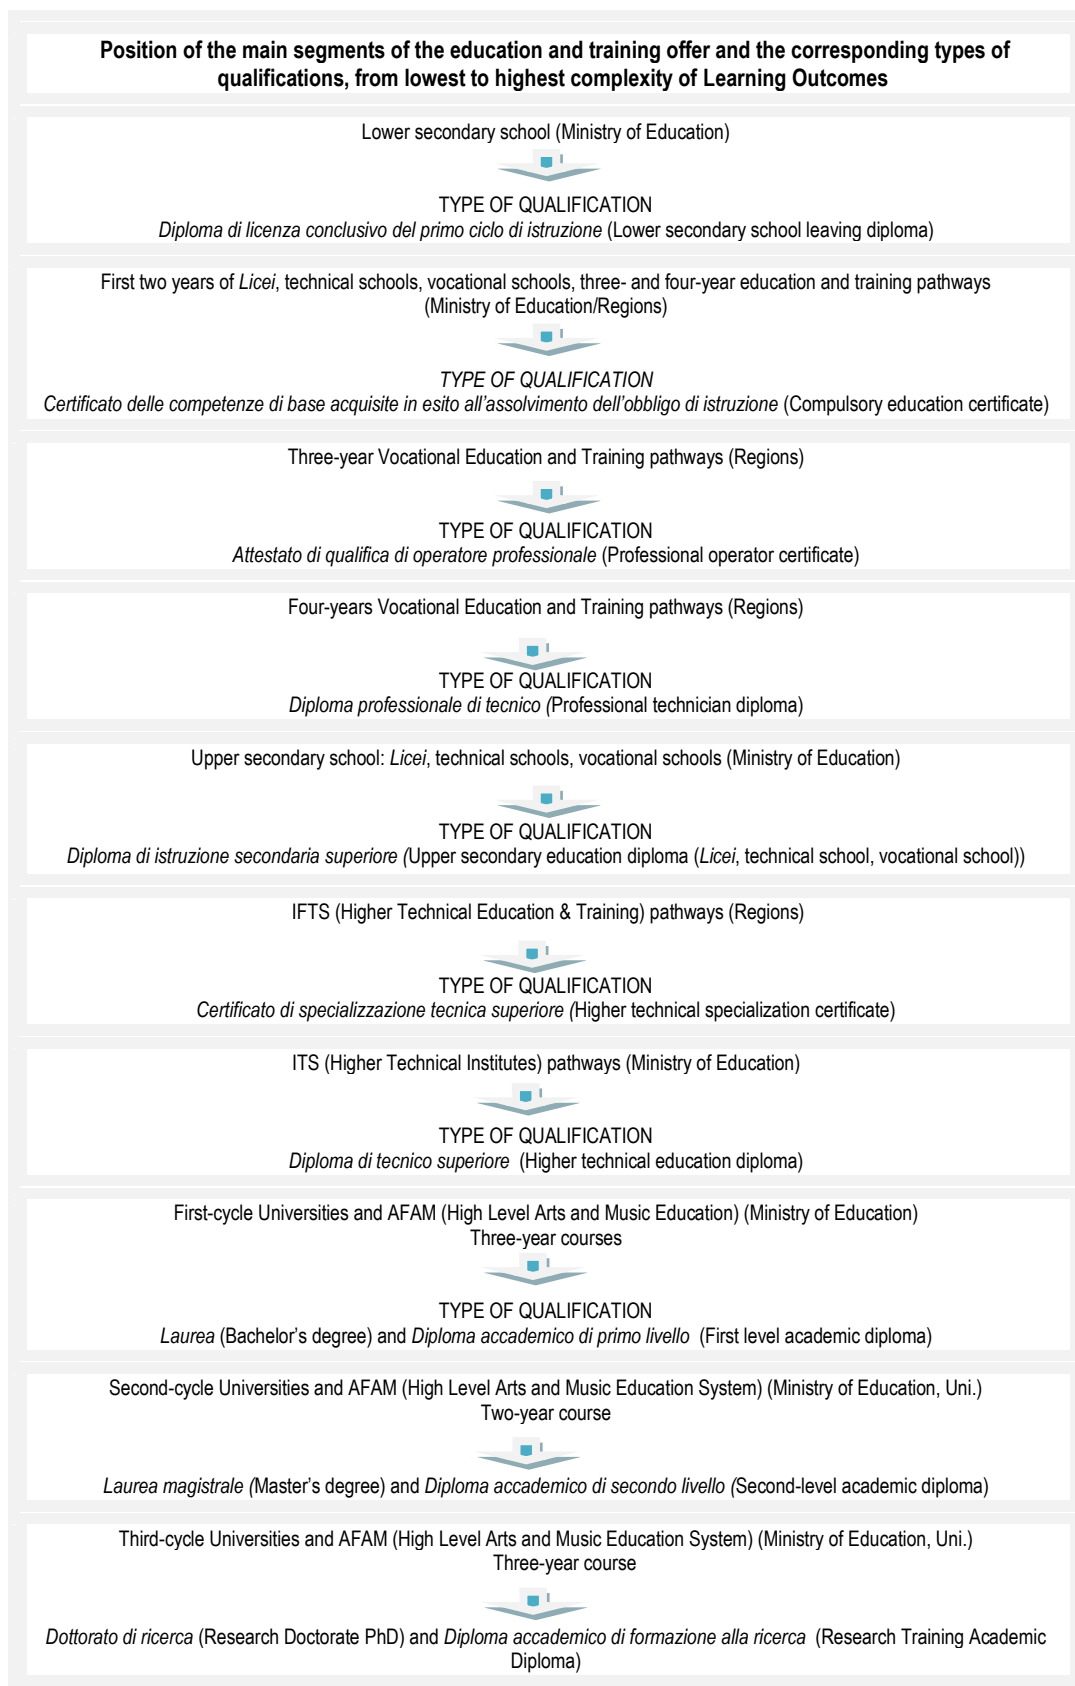 Position of the main segments of the education and training offer and the corresponding types of
qualifications, from lowest to highest complexity of Learning Outcomes
Lower secondary school (Ministry of Education)
TYPE OF QUALIFICATION
Diploma di licenza conclusivo del primo ciclo di istruzione (Lower secondary school leaving diploma)
First two years of Licei, technical schools, vocational schools, three- and four-year education and training pathways
(Ministry of Education/Regions)
TYPE OF QUALIFICATION
Certificato delle competenze di base acquisite in esito all’assolvimento dell’obbligo di istruzione (Compulsory education certificate)
Three-year Vocational Education and Training pathways (Regions)
TYPE OF QUALIFICATION
Attestato di qualifica di operatore professionale (Professional operator certificate)
Four-years Vocational Education and Training pathways (Regions)
TYPE OF QUALIFICATION
Diploma professionale di tecnico (Professional technician diploma)
Upper secondary school: Licei, technical schools, vocational schools (Ministry of Education)
TYPE OF QUALIFICATION
Diploma di istruzione secondaria superiore (Upper secondary education diploma (Licei, technical school, vocational school))
IFTS (Higher Technical Education & Training) pathways (Regions)
TYPE OF QUALIFICATION
Certificato di specializzazione tecnica superiore (Higher technical specialization certificate)
ITS (Higher Technical Institutes) pathways (Ministry of Education)
TYPE OF QUALIFICATION
Diploma di tecnico superiore (Higher technical education diploma)
First-cycle Universities and AFAM (High Level Arts and Music Education) (Ministry of Education)
Three-year courses
TYPE OF QUALIFICATION
Laurea (Bachelor’s degree) and Diploma accademico di primo livello (First level academic diploma)
Second-cycle Universities and AFAM (High Level Arts and Music Education System) (Ministry of Education, Uni.)
Two-year course
Laurea magistrale (Master’s degree) and Diploma accademico di secondo livello (Second-level academic diploma)
Third-cycle Universities and AFAM (High Level Arts and Music Education System) (Ministry of Education, Uni.)
Three-year course
Dottorato di ricerca (Research Doctorate PhD) and Diploma accademico di formazione alla ricerca (Research Training Academic
Diploma)